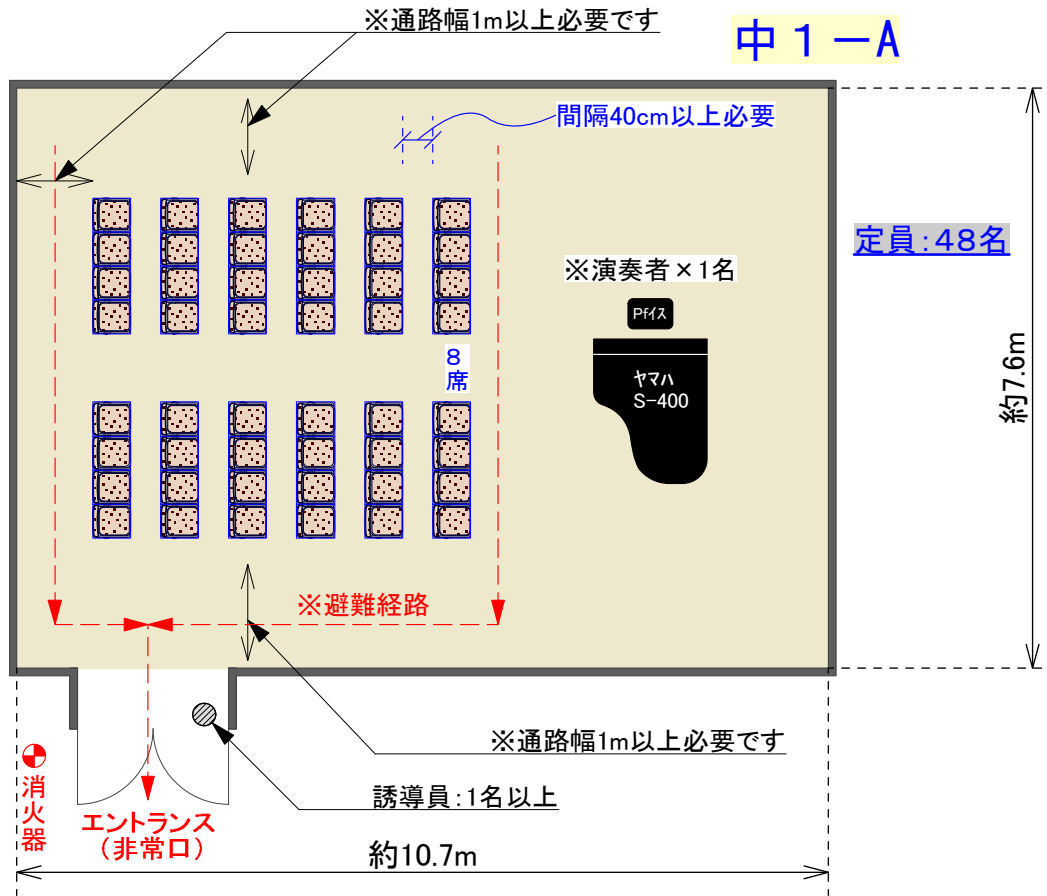 ※通路幅1m以上必要です
中1-A
間隔40cm以上必要
定員:48名
※演奏者×1名
Pfイス
ヤマハ
S-400
8
席
約7.6m
※避難経路
※通路幅1m以上必要です
誘導員:1名以上
消火器
エントランス
(非常口)
約10.7m